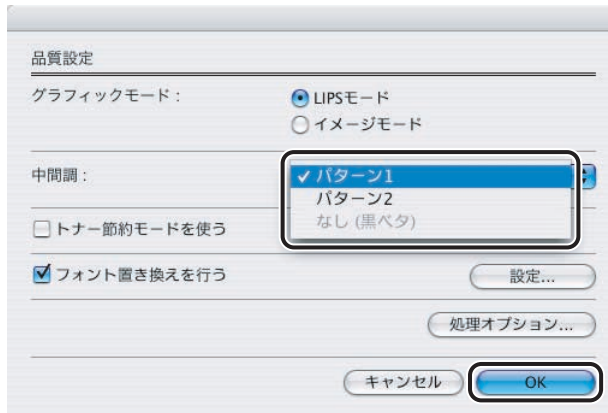 品質設定
グラフィックモード：
LIPSモード
イメージモード
中間調：
パターン1
パターン2
なし (黒ベタ)
トナー節約モードを使う
フォント置き換えを行う
設定...
処理オプション...
キャンセル
OK